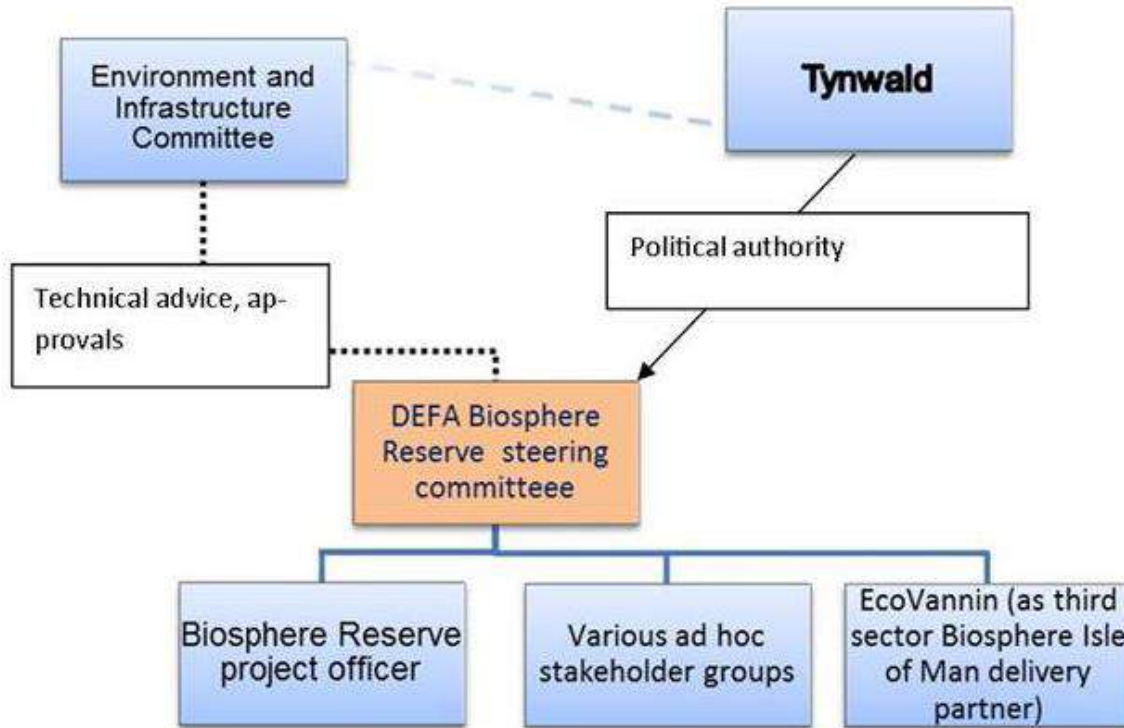 Environment and
Infrastructure
Committee
Tynwald
Political authority
Technical advice, ap-
provals
DEFA Biosphere
Reserve steering
committeee
Biosphere Reserve
project officer
Various ad hoc
stakeholder groups
EcoVannin (as third
sector Biosphere Isle
of Man delivery
partner)